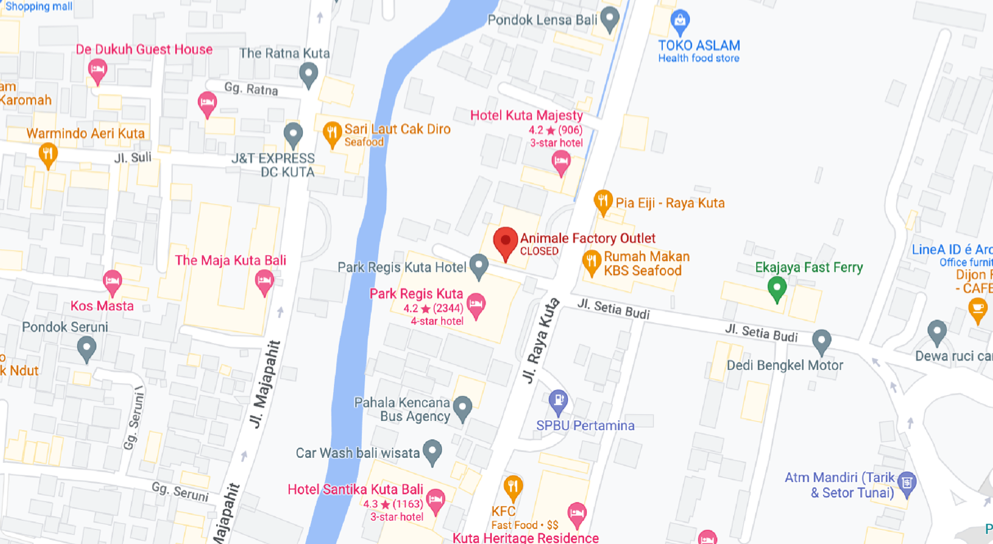 Shopping mall
Pondok Lensa Bali
TOKO ASLAM
Health food store
De Dukuh Guest House
The Ratna Kuta
Gg. Ratna
am
Karomah
Warmindo Aeri Kuta
Sari Laut Cak Diro
Seafood
Hotel Kuta Majesty
4.2 ★ (906)
3-star hotel
Jl. Suli
J&T EXPRESS
DC KUTA
Pia Eiji - Raya Kuta
Animale Factory Outlet
CLOSED
Rumah Makan
KBS Seafood
LineA ID é Arc
Office furnit
The Maja Kuta Bali
Park Regis Kuta Hotel
Ekajaya Fast Ferry
Dijon F
- CAFE
Park Regis Kuta
4.2 ★ (2344)
4-star hotel
Kos Masta
Jl. Setia Budi
Jl. Setia Budi
Pondok Seruni
Jl. Raya Kuta
Dewa ruci car
Dedi Bengkel Motor
o
k Ndut
Jl. Majapahit
Gg. Seruni \
Pahala Kencana
Bus Agency
SPBU Pertamina
Car Wash bali wisata
Atm Mandiri (Tarik
& Setor Tunai)
Gg. Seruni
Hotel Santika Kuta Bali
4.3 ★ (1163)
3-star hotel
KFC
Fast Food • $$
Majapahit
Kuta Heritage Residence
P